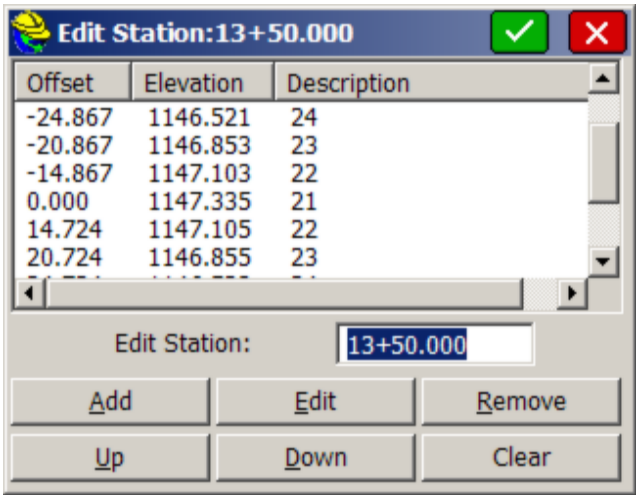 Edit Station:13+50.000
Offset Elevation Description
-24.867 1146.521 24
-20.867 1146.853 23
-14.867 1147.103 22
0.000 1147.335 21
14.724 1147.105 22
20.724 1146.855 23
Edit Station: 13+50.000
Add Edit Remove
Up Down Clear